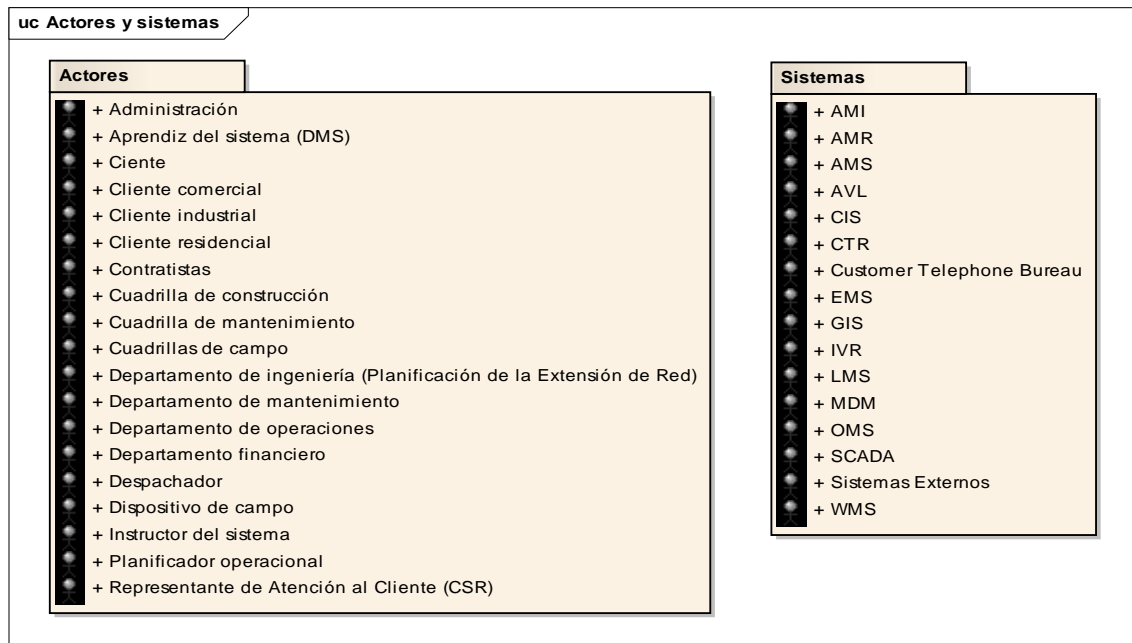 uc Actores y sistemas
Actores
+ Administración
+ Aprendiz del sistema (DMS)
+ Ciente
+ Cliente comercial
+ Cliente industrial
+ Cliente residencial
+ Contratistas
+ Cuadrilla de construcción
+ Cuadrilla de mantenimiento
+ Cuadrillas de campo
+ Departamento de ingeniería (Planificación de la Extensión de Red)
+ Departamento de mantenimiento
+ Departamento de operaciones
+ Departamento financiero
+ Despachador
+ Dispositivo de campo
+ Instructor del sistema
+ Planificador operacional
+ Representante de Atención al Cliente (CSR)
Sistemas
+ AMI
+ AMR
+ AMS
+ AVL
+ CIS
+ CTR
+ Customer Telephone Bureau
+ EMS
+ GIS
+ IVR
+ LMS
+ MDM
+ OMS
+ SCADA
+ Sistemas Externos
+ WMS